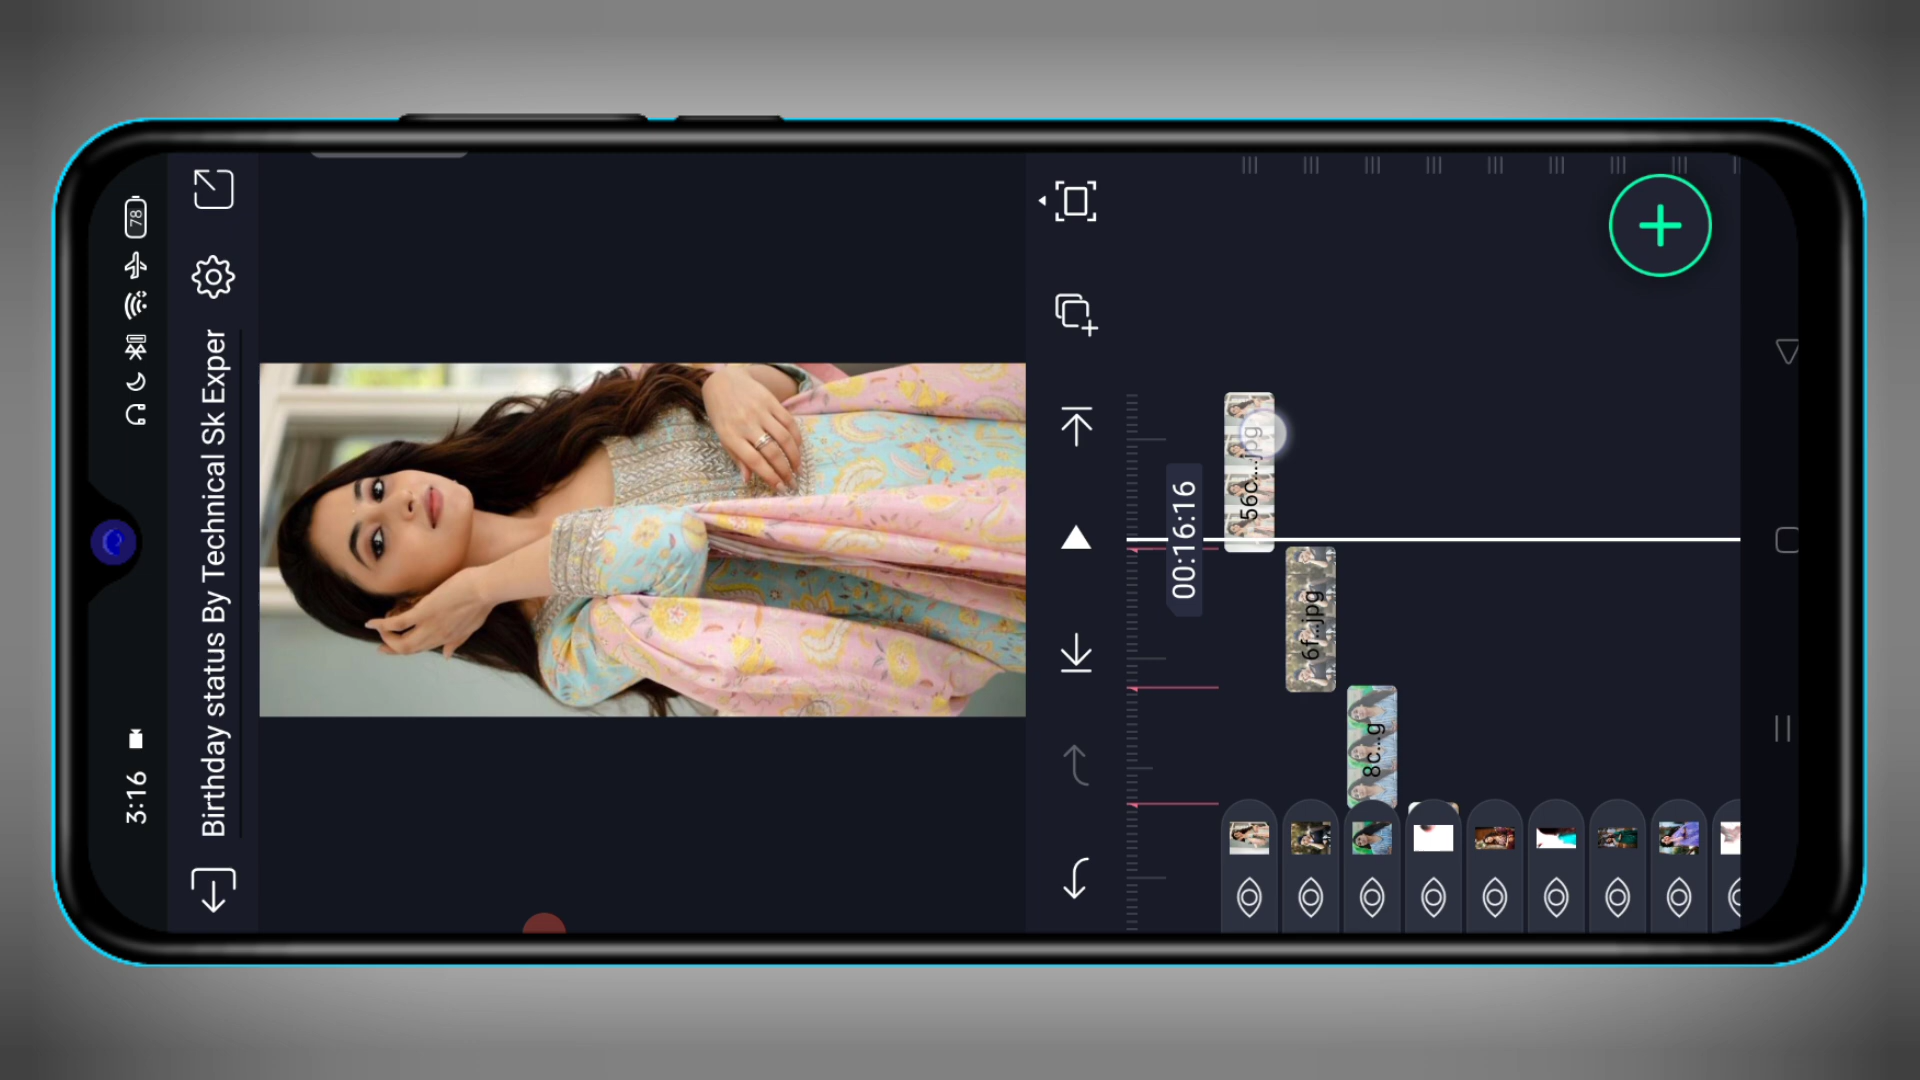 3:16
78
Birthday status By Technical Sk Exper
00:16:16
56c...jpg
6f...jpg
8c...g